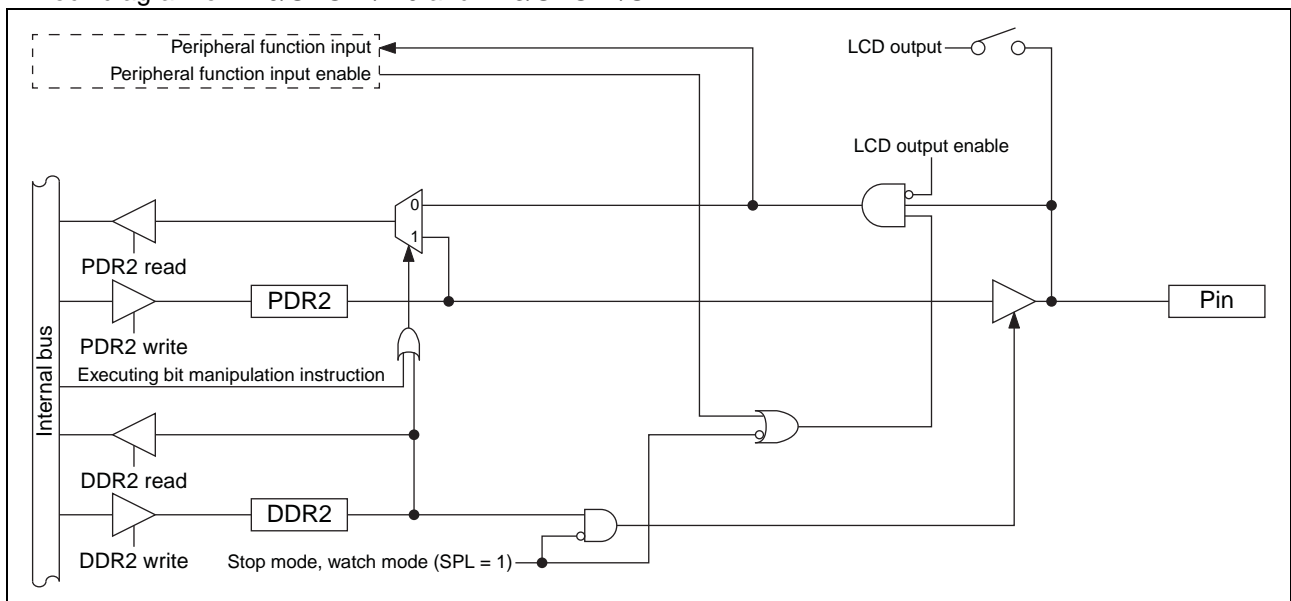 Peripheral function input
LCD output
Peripheral function input enable
LCD output enable
0
1
PDR2 read
PDR2
Pin
PDR2 write
Executing bit manipulation instruction
Internal bus
DDR2 read
DDR2
DDR2 write
Stop mode, watch mode (SPL = 1)